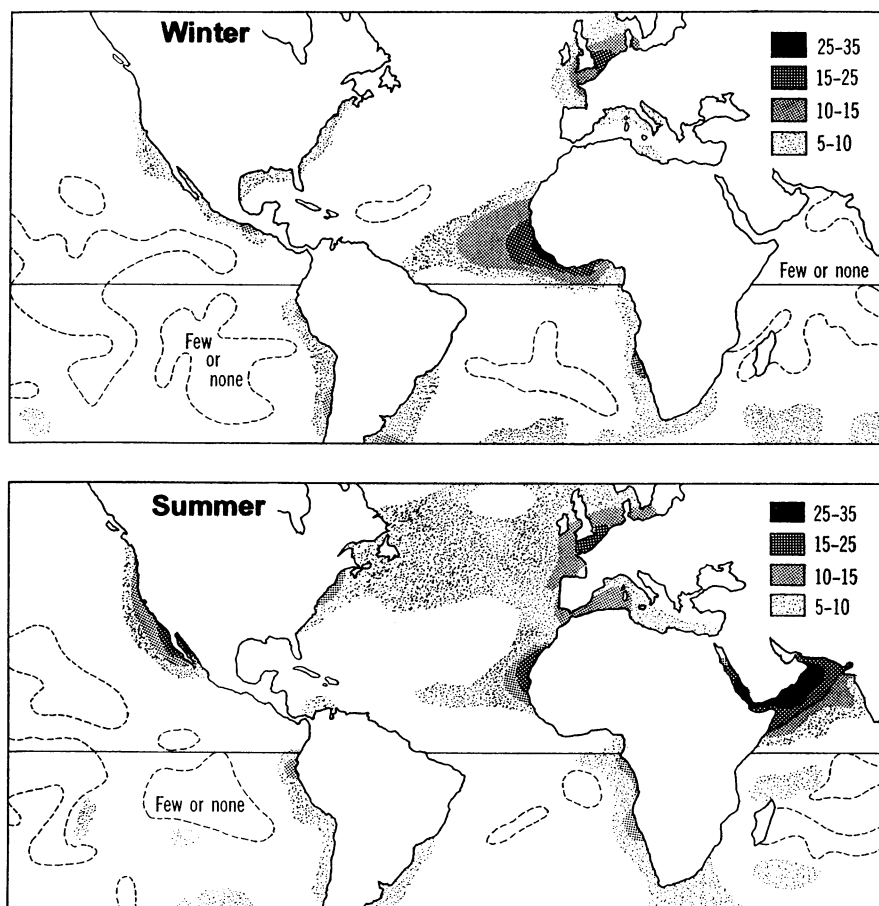 Winter
25–35
15–25
10–15
5–10
Few or none
Few
or
none
Summer
25–35
15–25
10–15
5–10
Few or none